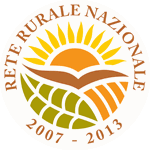 RETE RURALE NAZIONALE
2007 - 2013